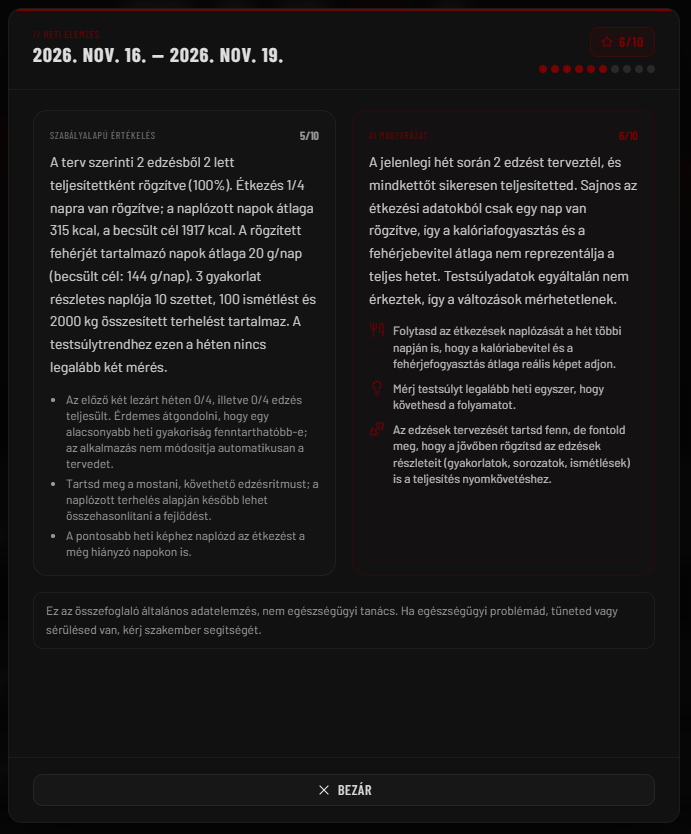 // HETI ELEMZÉS
2026. NOV. 16. – 2026. NOV. 19.
6/10
SZABÁLYALAPÚ ÉRTÉKELÉS
5/10
A terv szerinti 2 edzésből 2 lett
teljesítettként rögzítve (100%). Étkezés 1/4
napra van rögzítve; a naplózott napok átlaga
315 kcal, a becsült cél 1917 kcal. A rögzített
fehérjét tartalmazó napok átlaga 20 g/nap
(becsült cél: 144 g/nap). 3 gyakorlat
részletes naplója 10 szettet, 100 ismétlést és
2000 kg összesített terhelést tartalmaz. A
testsúlytrendhez ezen a héten nincs
legalább két mérés.
Az előző két lezárt héten 0/4, illetve 0/4 edzés
teljesült. Érdemes átgondolni, hogy egy
alacsonyabb heti gyakoriság fenntarthatóbb-e;
az alkalmazás nem módosítja automatikusan a
tervedet.
Tartsd meg a mostani, követhető edzésritmust; a
naplózott terhelés alapján később lehet
összehasonlítani a fejlődést.
A pontosabb heti képhez naplózd az étkezést a
még hiányzó napokon is.
AI MAGYARÁZAT
6/10
A jelenlegi hét során 2 edzést terveztél, és
mindkettőt sikeresen teljesítetted. Sajnos az
étkezési adatokból csak egy nap van
rögzítve, így a kalóriafogyasztás és a
fehérjebevitel átlaga nem reprezentálja a
teljes hetet. Testsúlyadatok egyáltalán nem
érkeztek, így a változások mérhetetlenek.
Folytasd az étkezések naplózását a hét többi
napján is, hogy a kalóriabevitel és a
fehérjefogyasztás átlaga reális képet adjon.
Mérj testsúlyt legalább heti egyszer, hogy
követhesd a folyamatot.
Az edzések tervezését tartsd fenn, de fontold
meg, hogy a jövőben rögzítsd az edzések
részleteit (gyakorlatok, sorozatok, ismétlések)
is a teljesítés nyomkövetéshez.
Ez az összefoglaló általános adatelemzés, nem egészségügyi tanács. Ha egészségügyi problémád, tüneted vagy
sérülésed van, kérj szakember segítségét.
BEZÁR